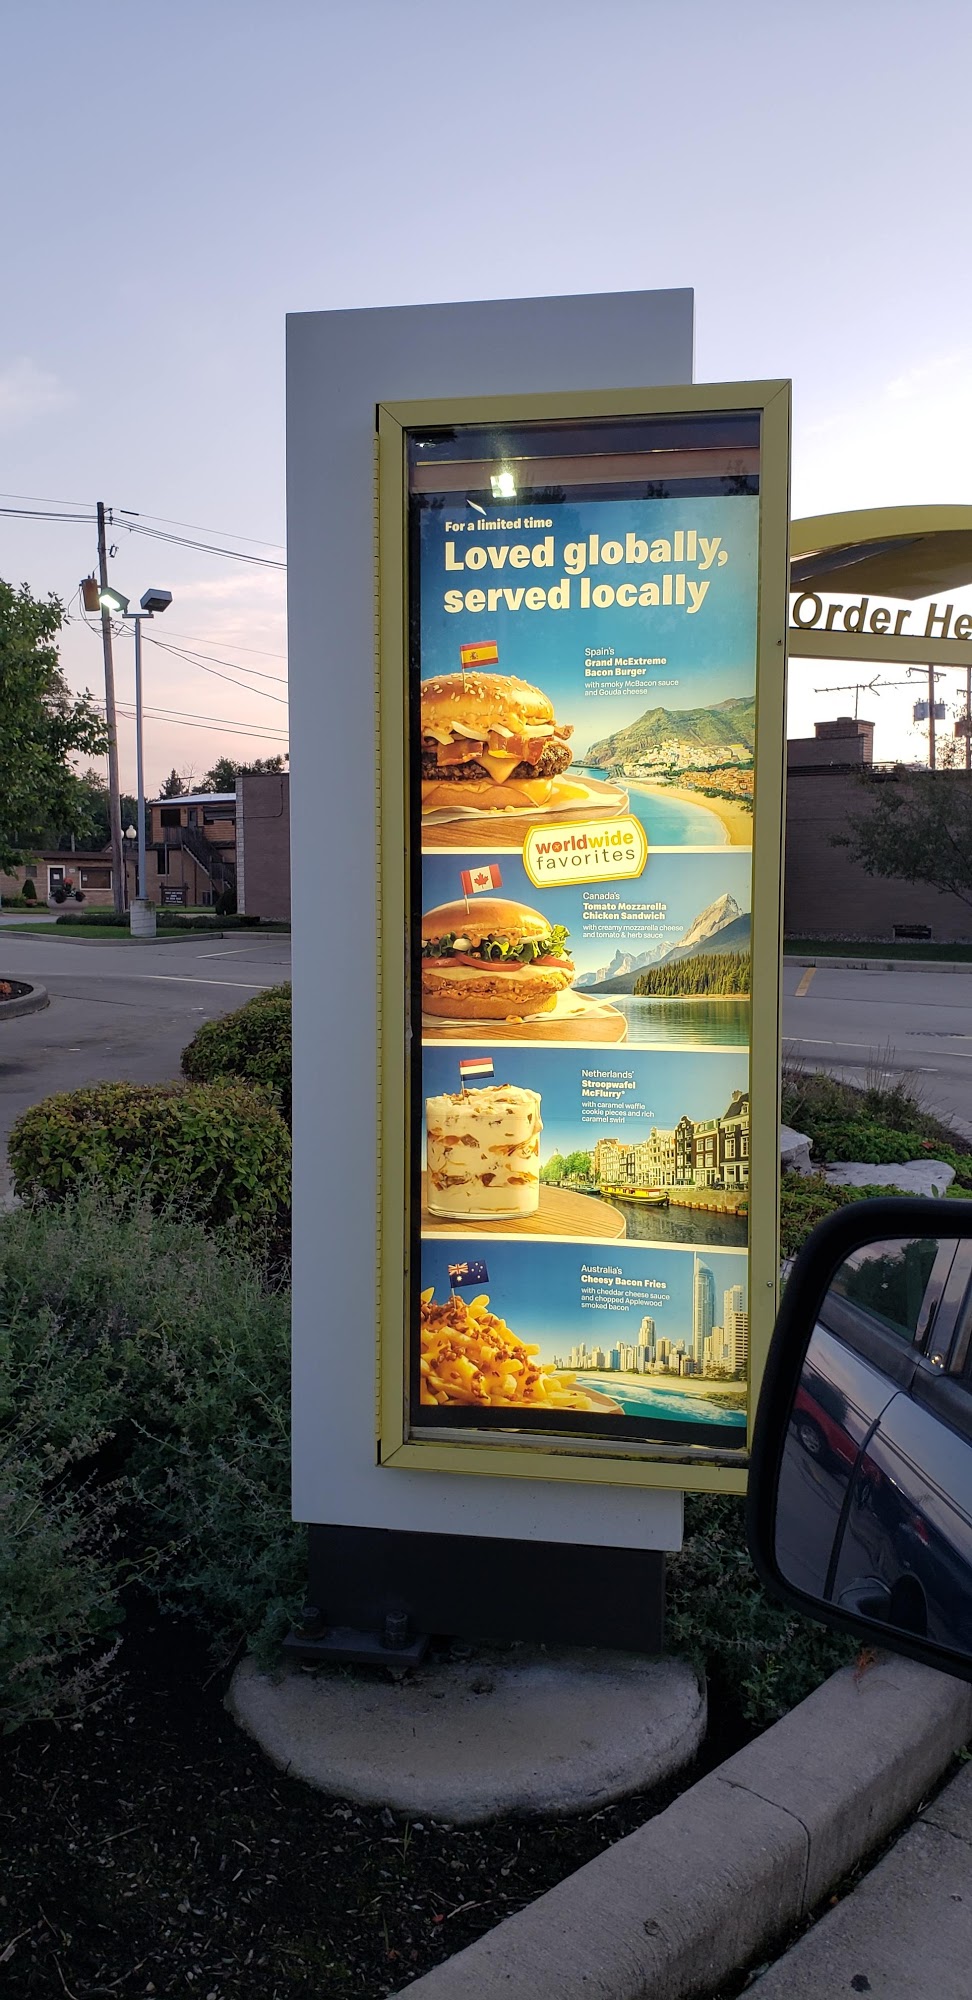 For a limited time
Loved globally,
served locally
Spain's
Grand McExtreme
Bacon Burger
with smoky McBacon sauce
and Gouda cheese
worldwide
favorites
Canada's
Tomato Mozzarella
Chicken Sandwich
with creamy mozzarella cheese
and tomato & herb sauce
Netherlands'
Stroopwafel
McFlurry®
with caramel waffle
cookie pieces and rich
caramel swirl
Australia's
Cheesy Bacon Fries
with cheddar cheese sauce
and chopped Applewood
smoked bacon
Order He